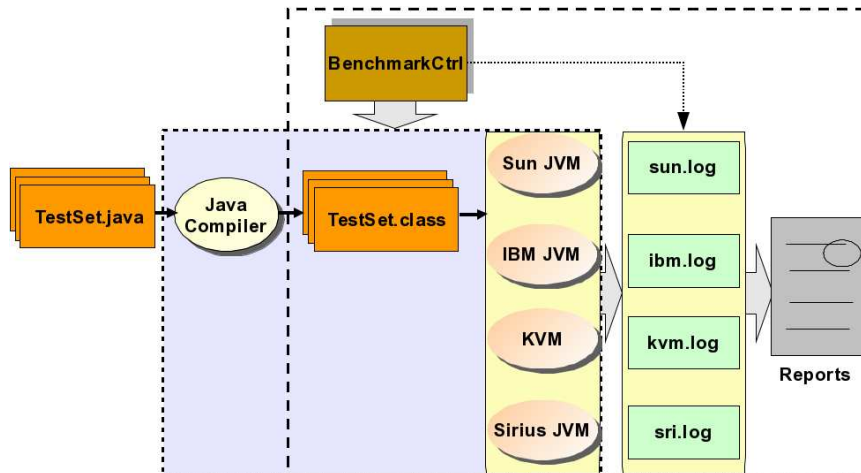 BenchmarkCtrl
TestSet.java
Java
Compiler
TestSet.class
Sun JVM
IBM JVM
KVM
Sirius JVM
sun.log
ibm.log
kvm.log
sri.log
Reports